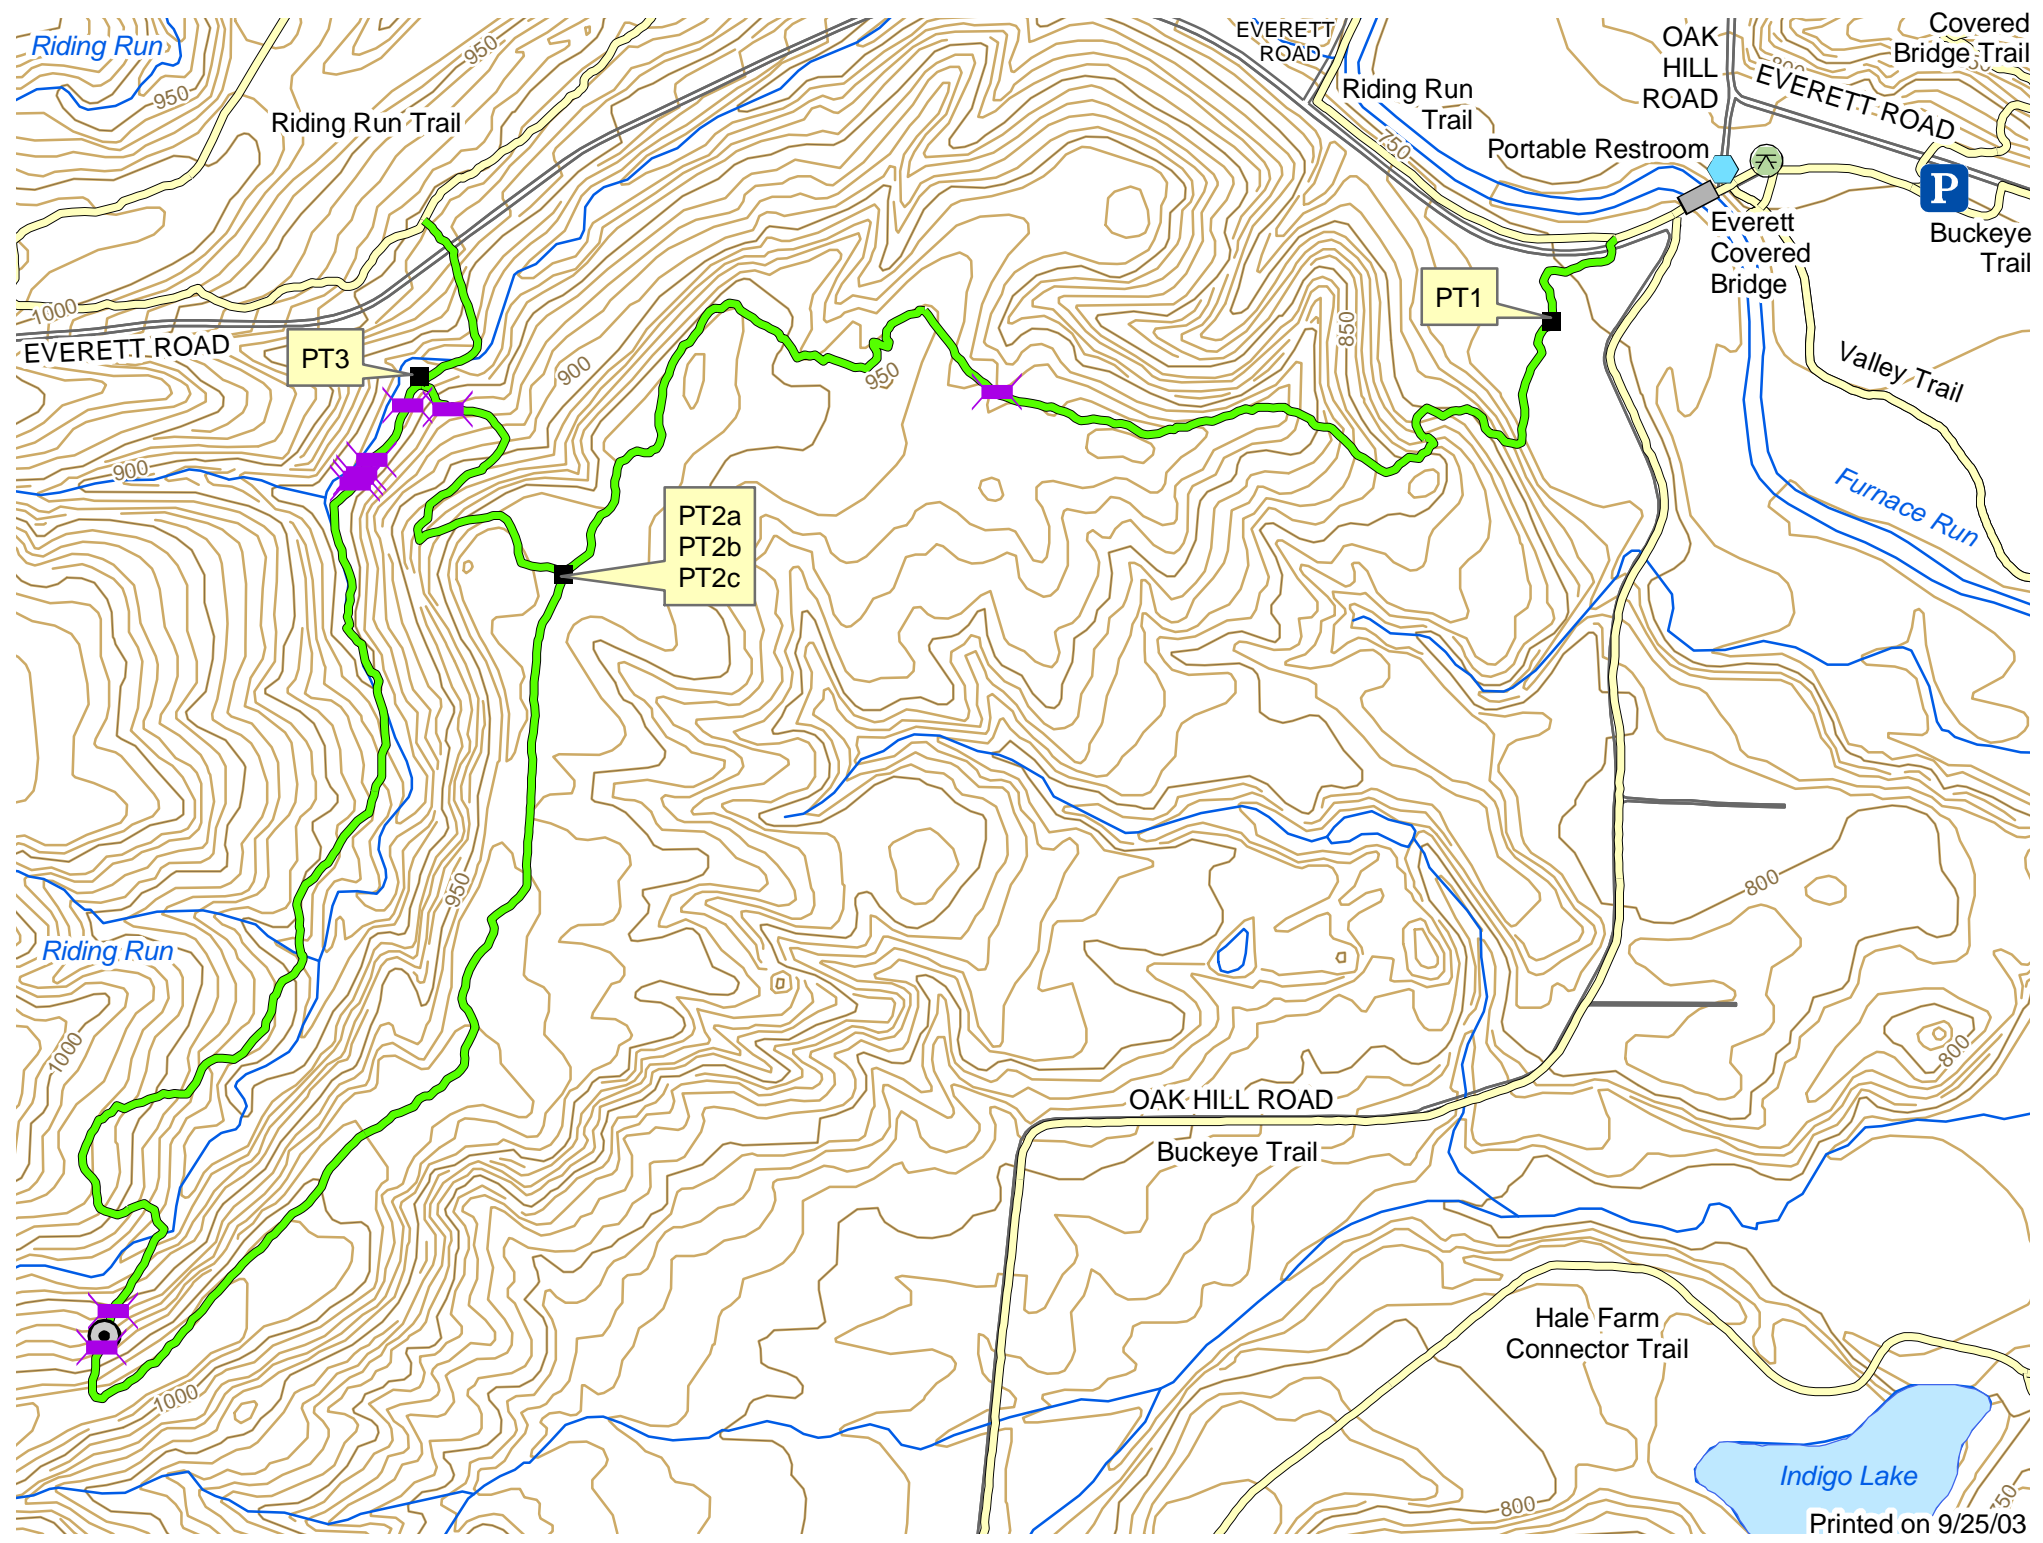 Riding Run
950
950
Riding Run Trail
EVERETT
ROAD
OAK
HILL
ROAD
Covered
Bridge Trail
800
EVERETT ROAD
Riding Run
Trail
750
Portable Restroom
P
Everett
Covered
Bridge
Buckeye
Trail
1000
EVERETT ROAD
PT3
900
950
850
PT1
Valley Trail
900
Furnace Run
PT2a
PT2b
PT2c
950
800
Riding Run
1000
800
OAK HILL ROAD
Buckeye Trail
Hale Farm
Connector Trail
1000
Indigo Lake
800
750
Printed on 9/25/03